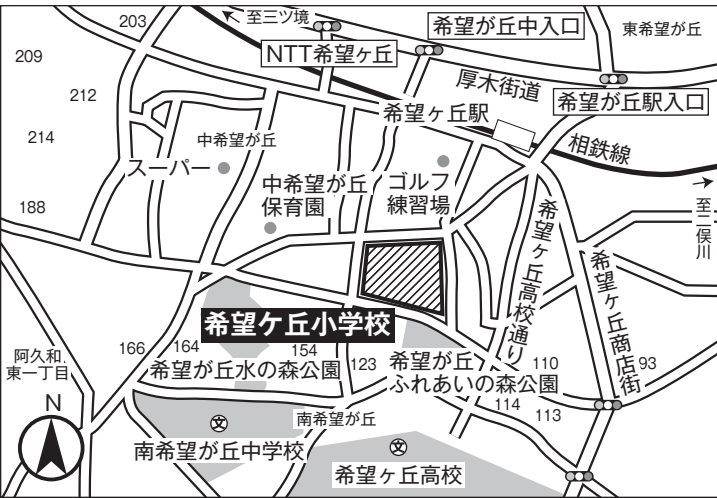 203
至三ツ境
希望が丘中入口
東希望が丘
209
NTT希望ヶ丘
厚木街道
212
希望ヶ丘駅
希望が丘駅入口
214
中希望が丘
相鉄線
スーパー
中希望が丘
保育園
ゴルフ
練習場
188
至二俣川
希望ヶ丘高校通り
希望ヶ丘商店街
希望ケ丘小学校
166
164
154
123
希望が丘
ふれあいの森公園
110
93
阿久和
東一丁目
希望が丘水の森公園
114
113
N
南希望が丘
文
南希望が丘中学校
文
希望ヶ丘高校